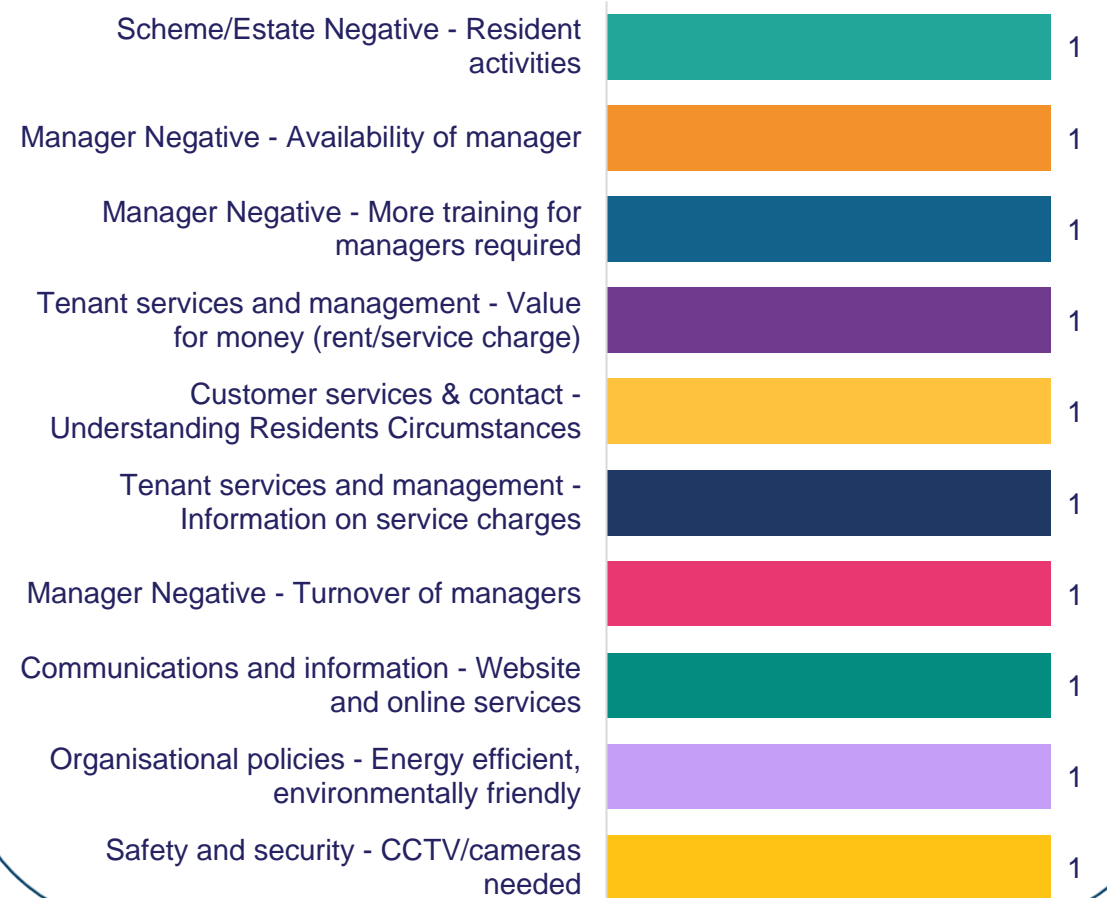 Scheme/Estate Negative - Resident
activities
1
Manager Negative - Availability of manager
1
Manager Negative - More training for
managers required
1
Tenant services and management - Value
for money (rent/service charge)
1
Customer services & contact -
Understanding Residents Circumstances
1
Tenant services and management -
Information on service charges
1
Manager Negative - Turnover of managers
1
Communications and information - Website
and online services
1
Organisational policies - Energy efficient,
environmentally friendly
1
Safety and security - CCTV/cameras
needed
1